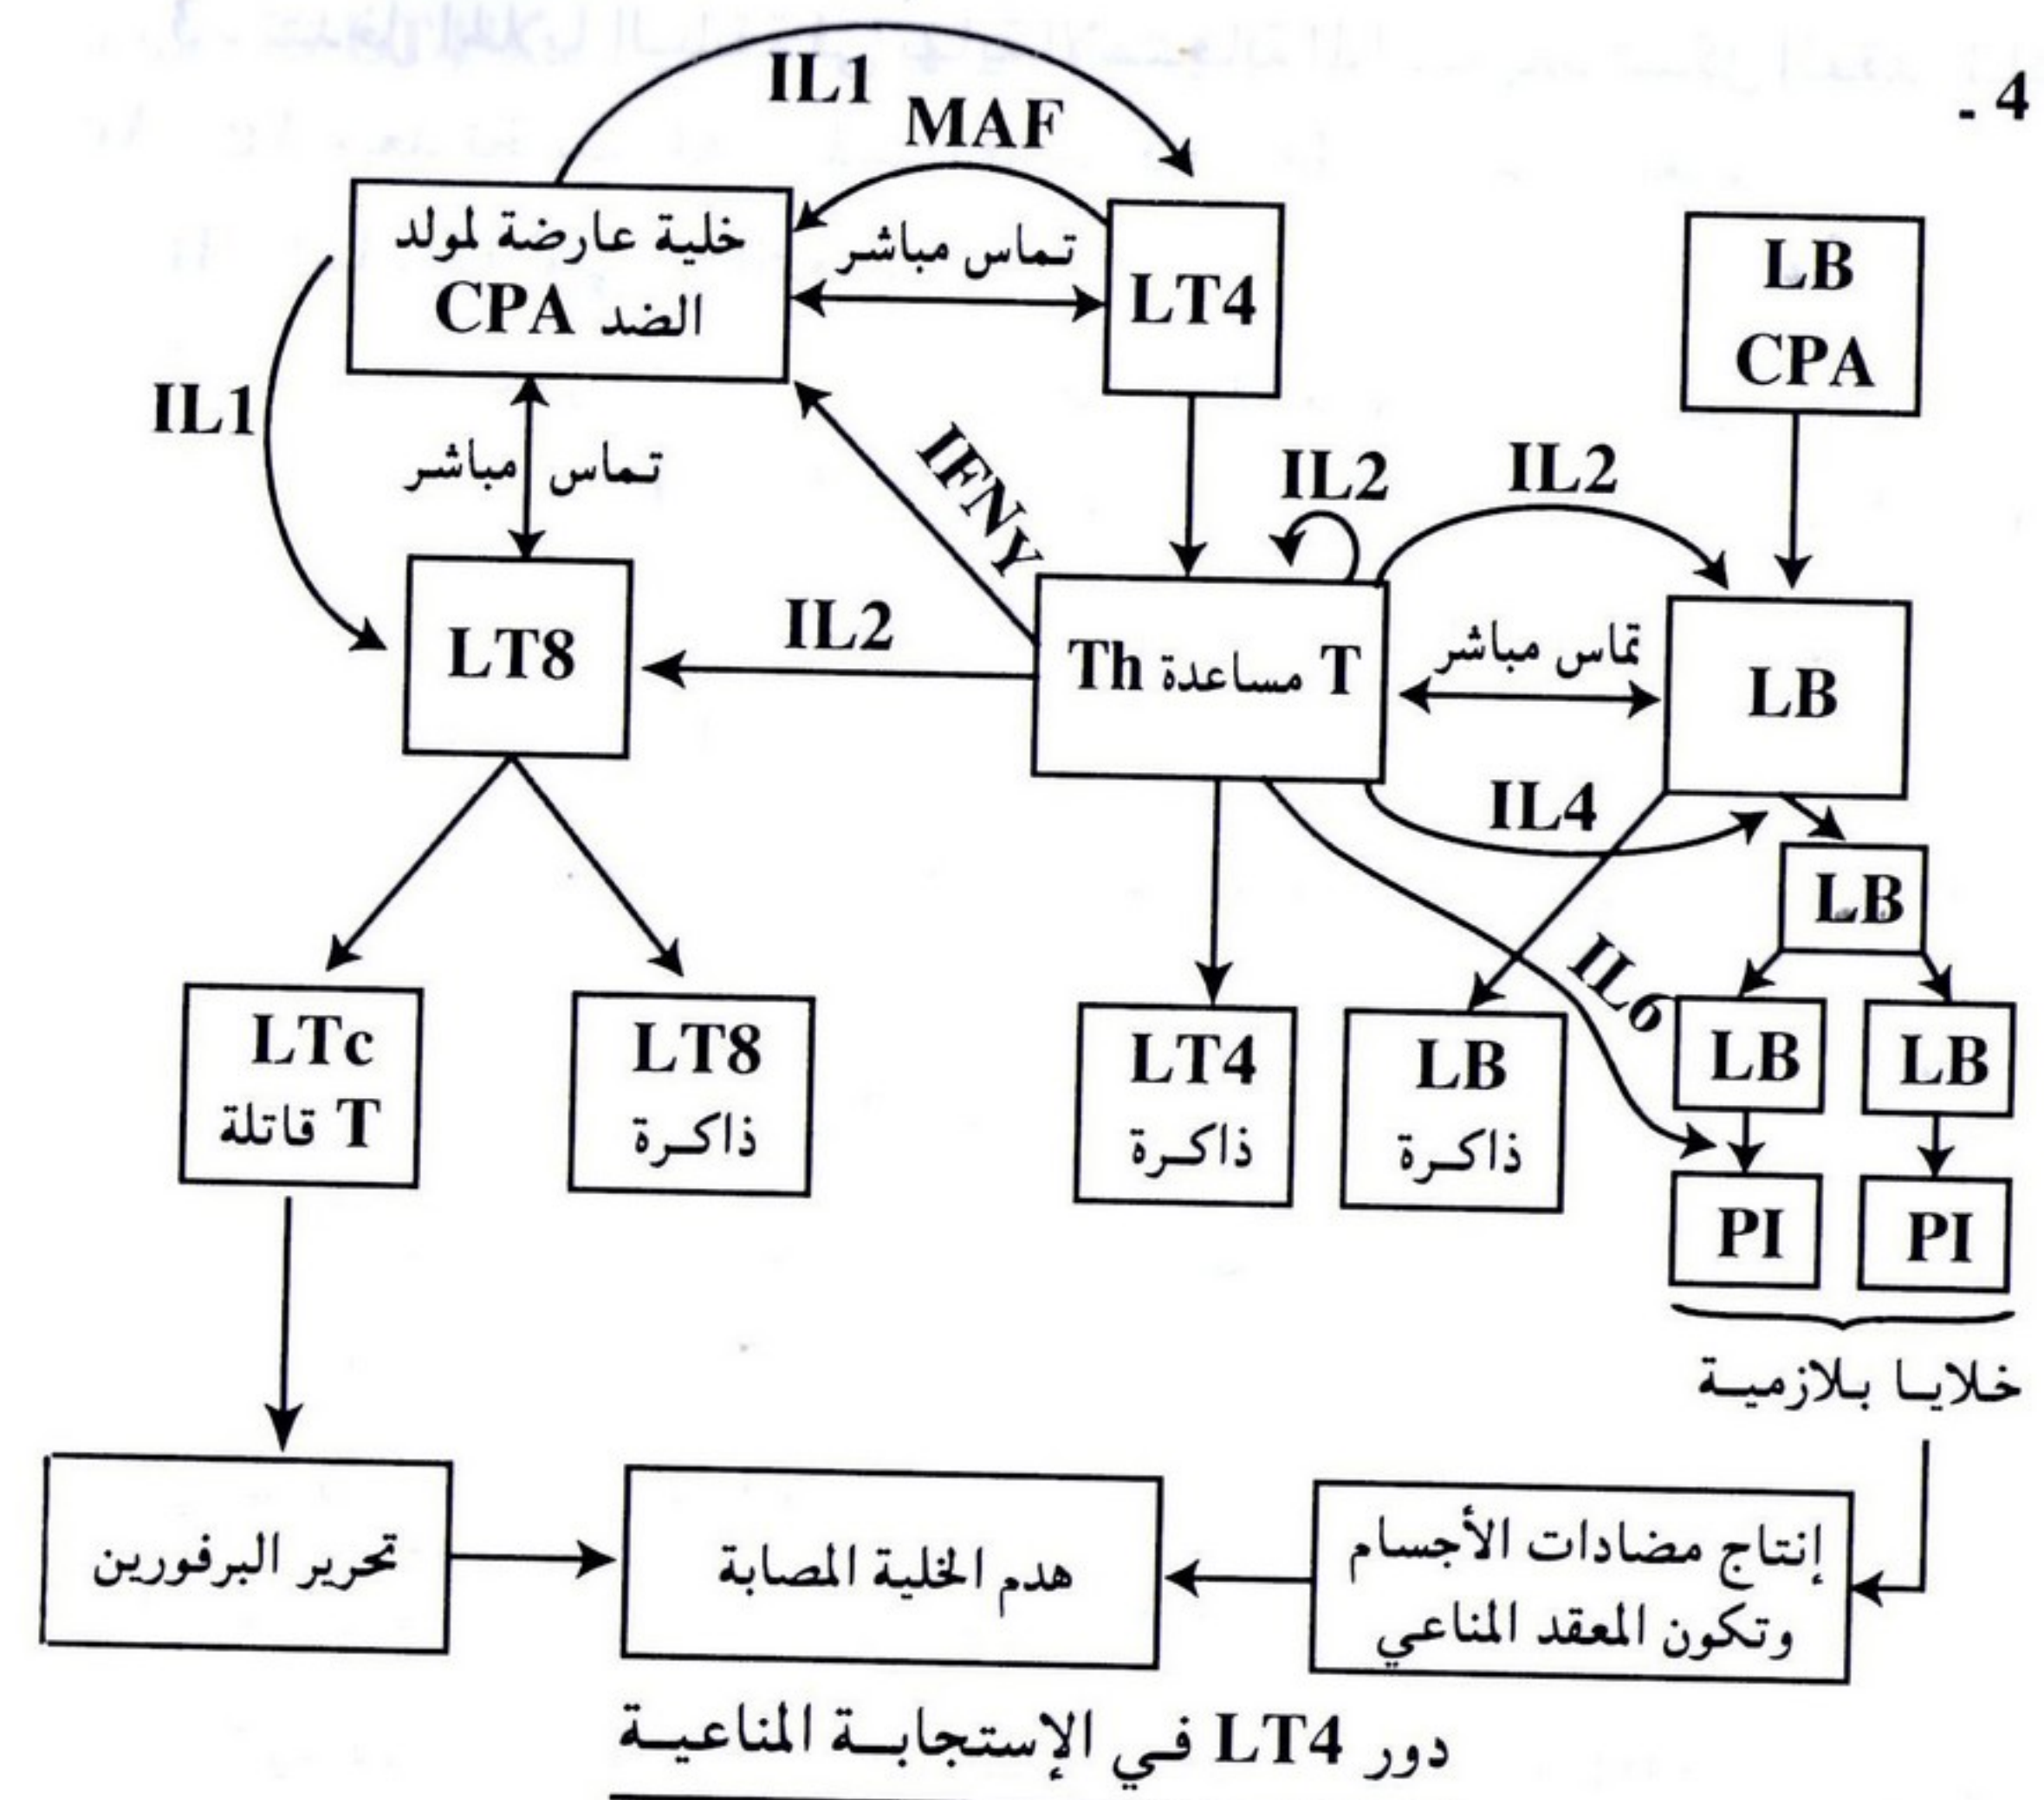 4 -
IL1
MAF
خلية عارضة لمولد
الضد CPA
تماس مباشر
LT4
LB
CPA
IL1
تماس مباشر
IFNY
IL2
IL2
LT8
IL2
T مساعدة Th
تماس مباشر
LB
IL4
LB
IL6
LTc
T قاتلة
LT8
ذاكرة
LT4
ذاكرة
LB
ذاكرة
LB
LB
PI
PI
خلايا بلازمية
تحرير البرفورين
هدم الخلية المصابة
إنتاج مضادات الأجسام
وتكون المعقد المناعي
دور LT4 في الإستجابة المناعية